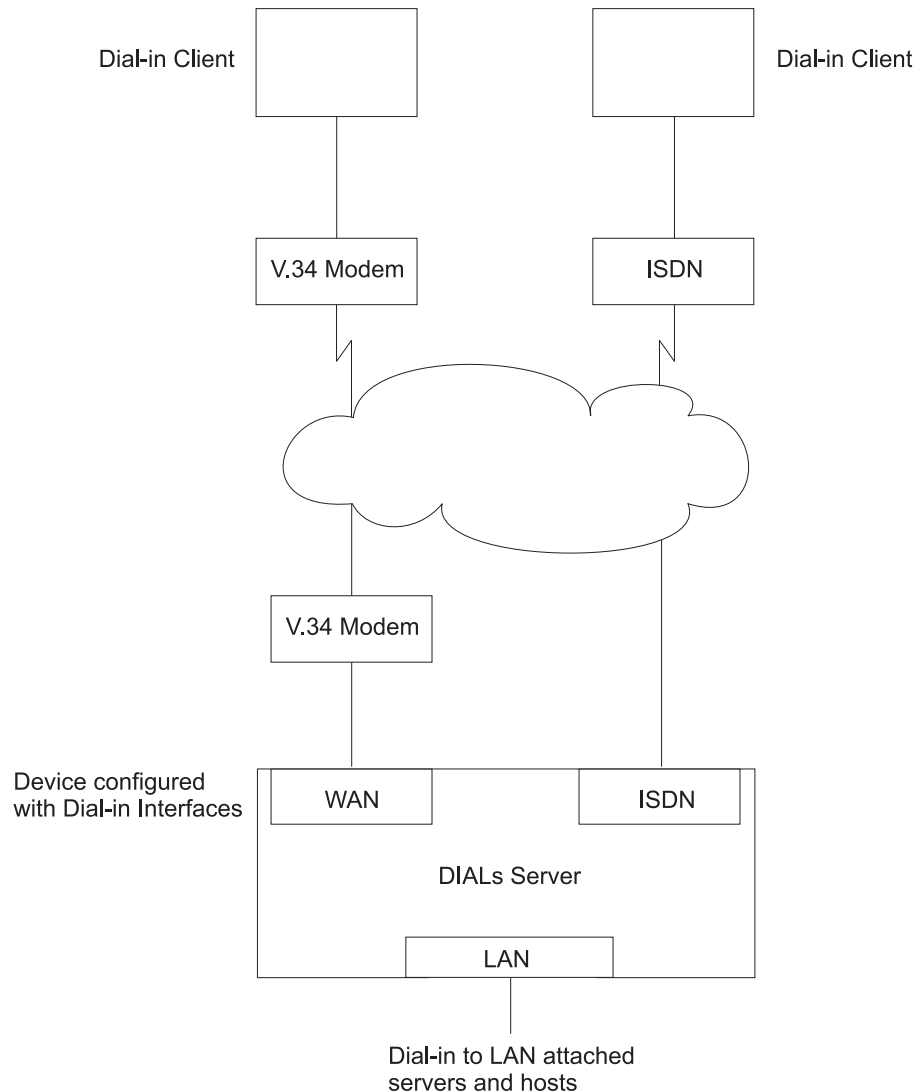 Dial-in Client
Dial-in Client
V.34 Modem
ISDN
V.34 Modem
Device configured
with Dial-in Interfaces
WAN
ISDN
DIALs Server
LAN
Dial-in to LAN attached
servers and hosts